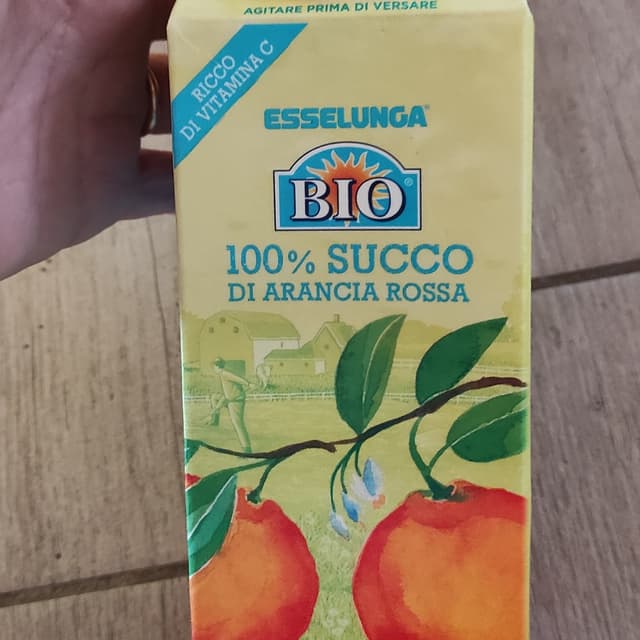 AGITARE PRIMA DI VERSARE
RICCO
DI VITAMINA C
ESSELUNGA®
BIO®
100% SUCCO
DI ARANCIA ROSSA